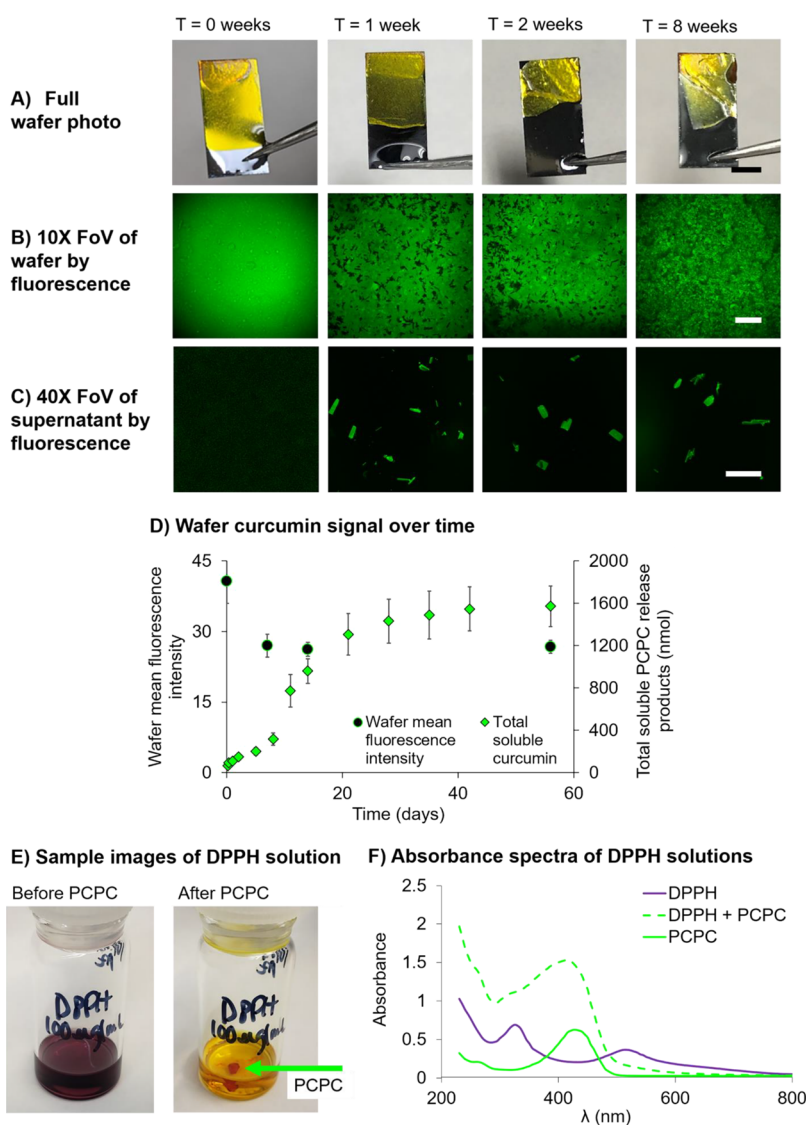 T = 0 weeks
T = 1 week
T = 2 weeks
T = 8 weeks
A) Full
wafer photo
B) 10X FoV of
wafer by
fluorescence
C) 40X FoV of
supernatant by
fluorescence
D) Wafer curcumin signal over time
Wafer mean fluorescence
intensity
45
30
15
0
2000
1600
1200
800
400
0
Total soluble PCPC release
products (nmol)
Wafer mean
fluorescence
intensity
Total
soluble
curcumin
0
20
40
60
Time (days)
E) Sample images of DPPH solution
Before PCPC
After PCPC
DPPH
100 ug/mL
DPPH
100 ug/mL
PCPC
F) Absorbance spectra of DPPH solutions
Absorbance
2.5
2
1.5
1
0.5
0
DPPH
DPPH + PCPC
PCPC
200
400
600
800
λ (nm)